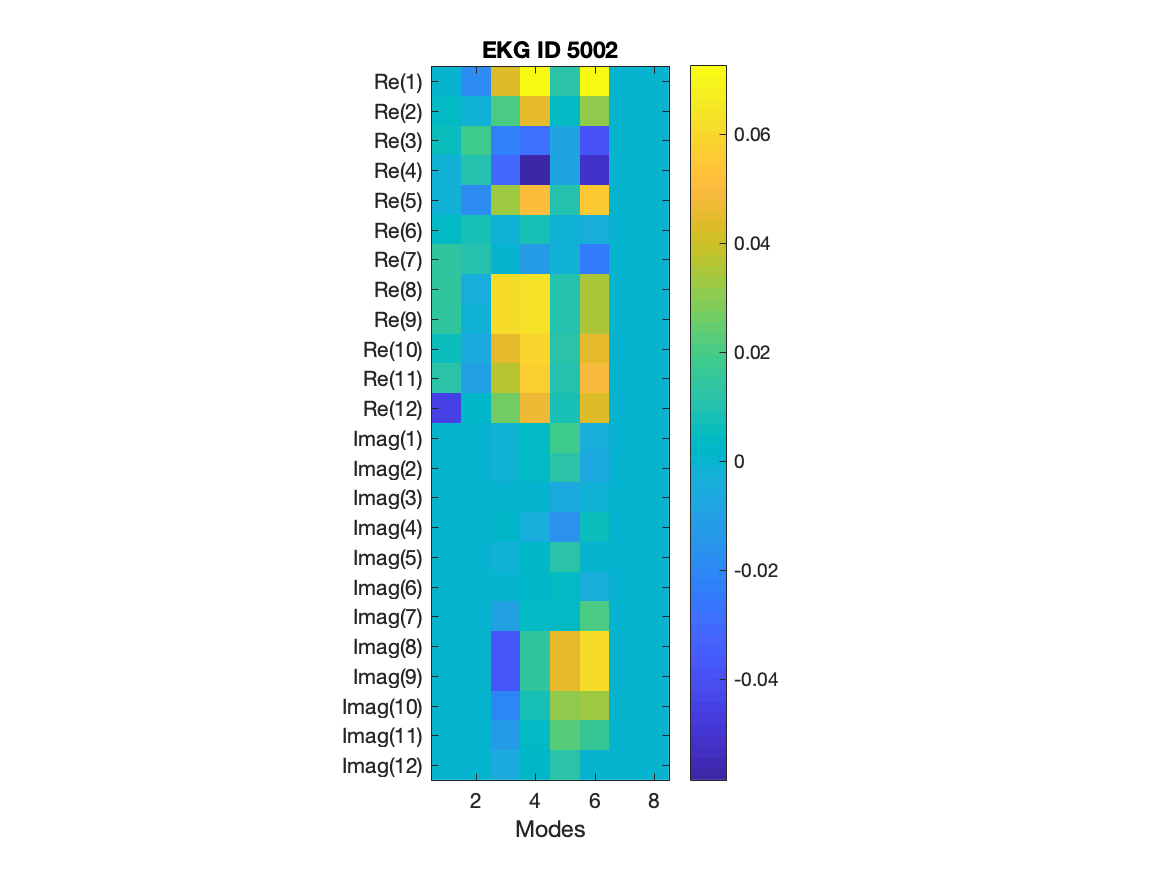 EKG ID 5002
Re(1)
Re(2)
Re(3)
Re(4)
Re(5)
Re(6)
Re(7)
Re(8)
Re(9)
Re(10)
Re(11)
Re(12)
Imag(1)
Imag(2)
Imag(3)
Imag(4)
Imag(5)
Imag(6)
Imag(7)
Imag(8)
Imag(9)
Imag(10)
Imag(11)
Imag(12)
2 4 6 8
Modes
0.06
0.04
0.02
0
-0.02
-0.04